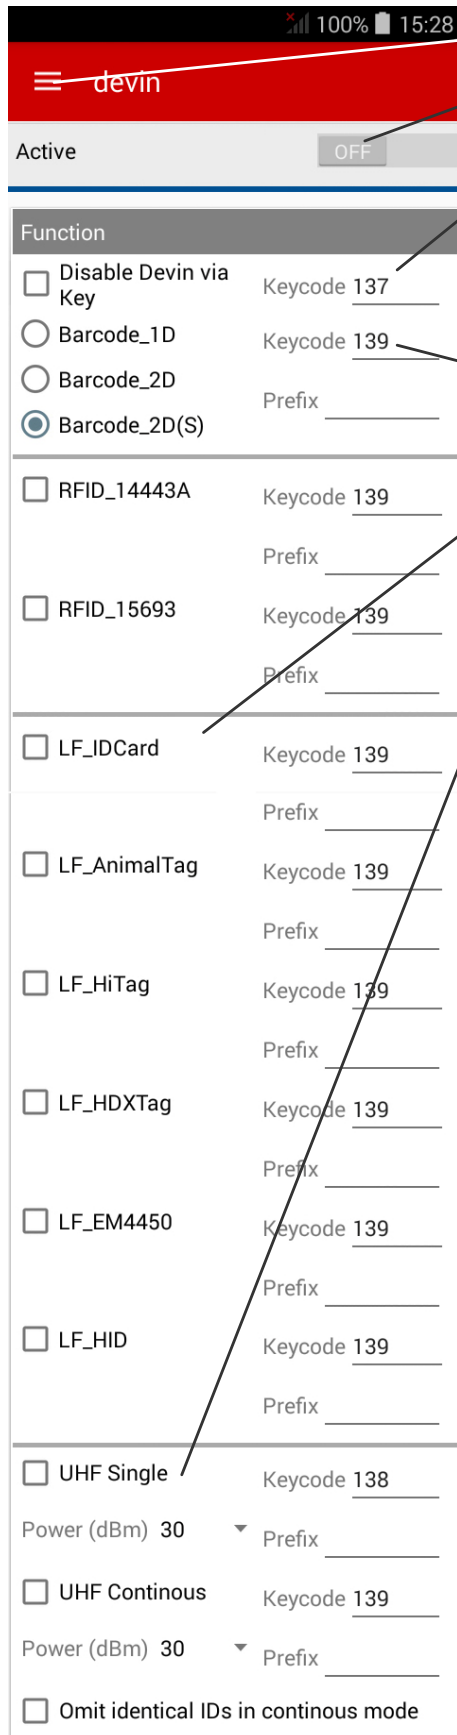 100% 15:28
devin
Active OFF
Function
Disable Devin via
Key
Keycode 137
Barcode_1D
Keycode 139
Barcode_2D
Prefix
Barcode_2D(S)
RFID_14443A Keycode 139
Prefix
RFID_15693 Keycode 139
Prefix
LF_IDCard Keycode 139
Prefix
LF_AnimalTag Keycode 139
Prefix
LF_HiTag Keycode 139
Prefix
LF_HDXTag Keycode 139
Prefix
LF_EM4450 Keycode 139
Prefix
LF_HID Keycode 139
Prefix
UHF Single Keycode 138
Power (dBm) 30 Prefix
UHF Continous Keycode 139
Power (dBm) 30 Prefix
Omit identical IDs in continous mode